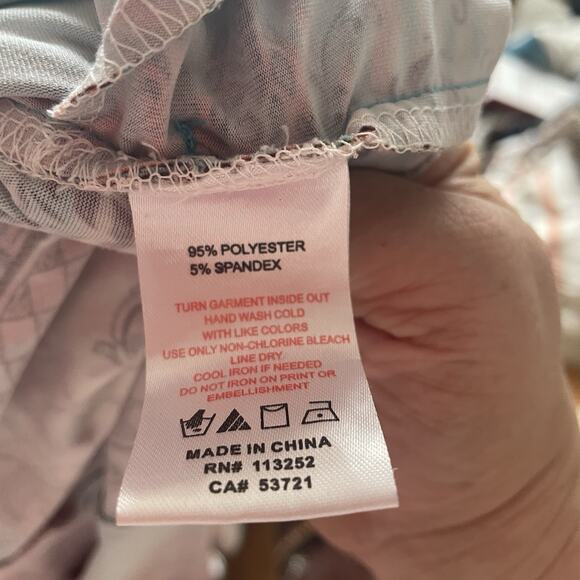 95% POLYESTER
5% SPANDEX
TURN GARMENT INSIDE OUT
HAND WASH COLD
WITH LIKE COLORS
USE ONLY NON-CHLORINE BLEACH
LINE DRY
COOL IRON IF NEEDED
DO NOT IRON ON PRINT OR
EMBELLISHMENT
MADE IN CHINA
RN# 113252
CA# 53721